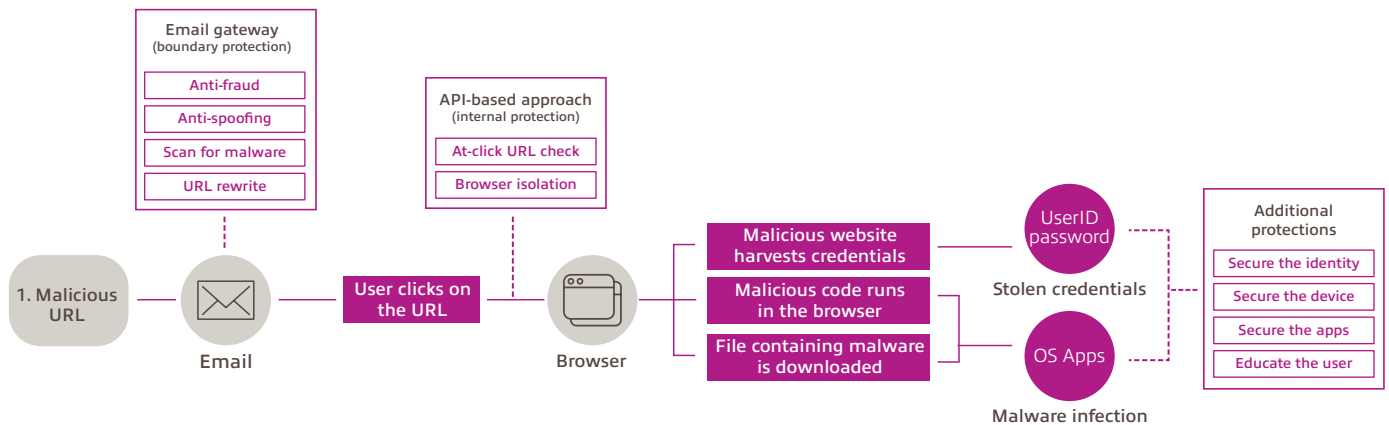 Email gateway
(boundary protection)
Anti-fraud
Anti-spoofing
Scan for malware
URL rewrite
API-based approach
(internal protection)
At-click URL check
Browser isolation
1. Malicious
URL
Email
User clicks on
the URL
Browser
Malicious website
harvests credentials
Malicious code runs
in the browser
File containing malware
is downloaded
UserID
password
Stolen credentials
OS Apps
Malware infection
Additional
protections
Secure the identity
Secure the device
Secure the apps
Educate the user